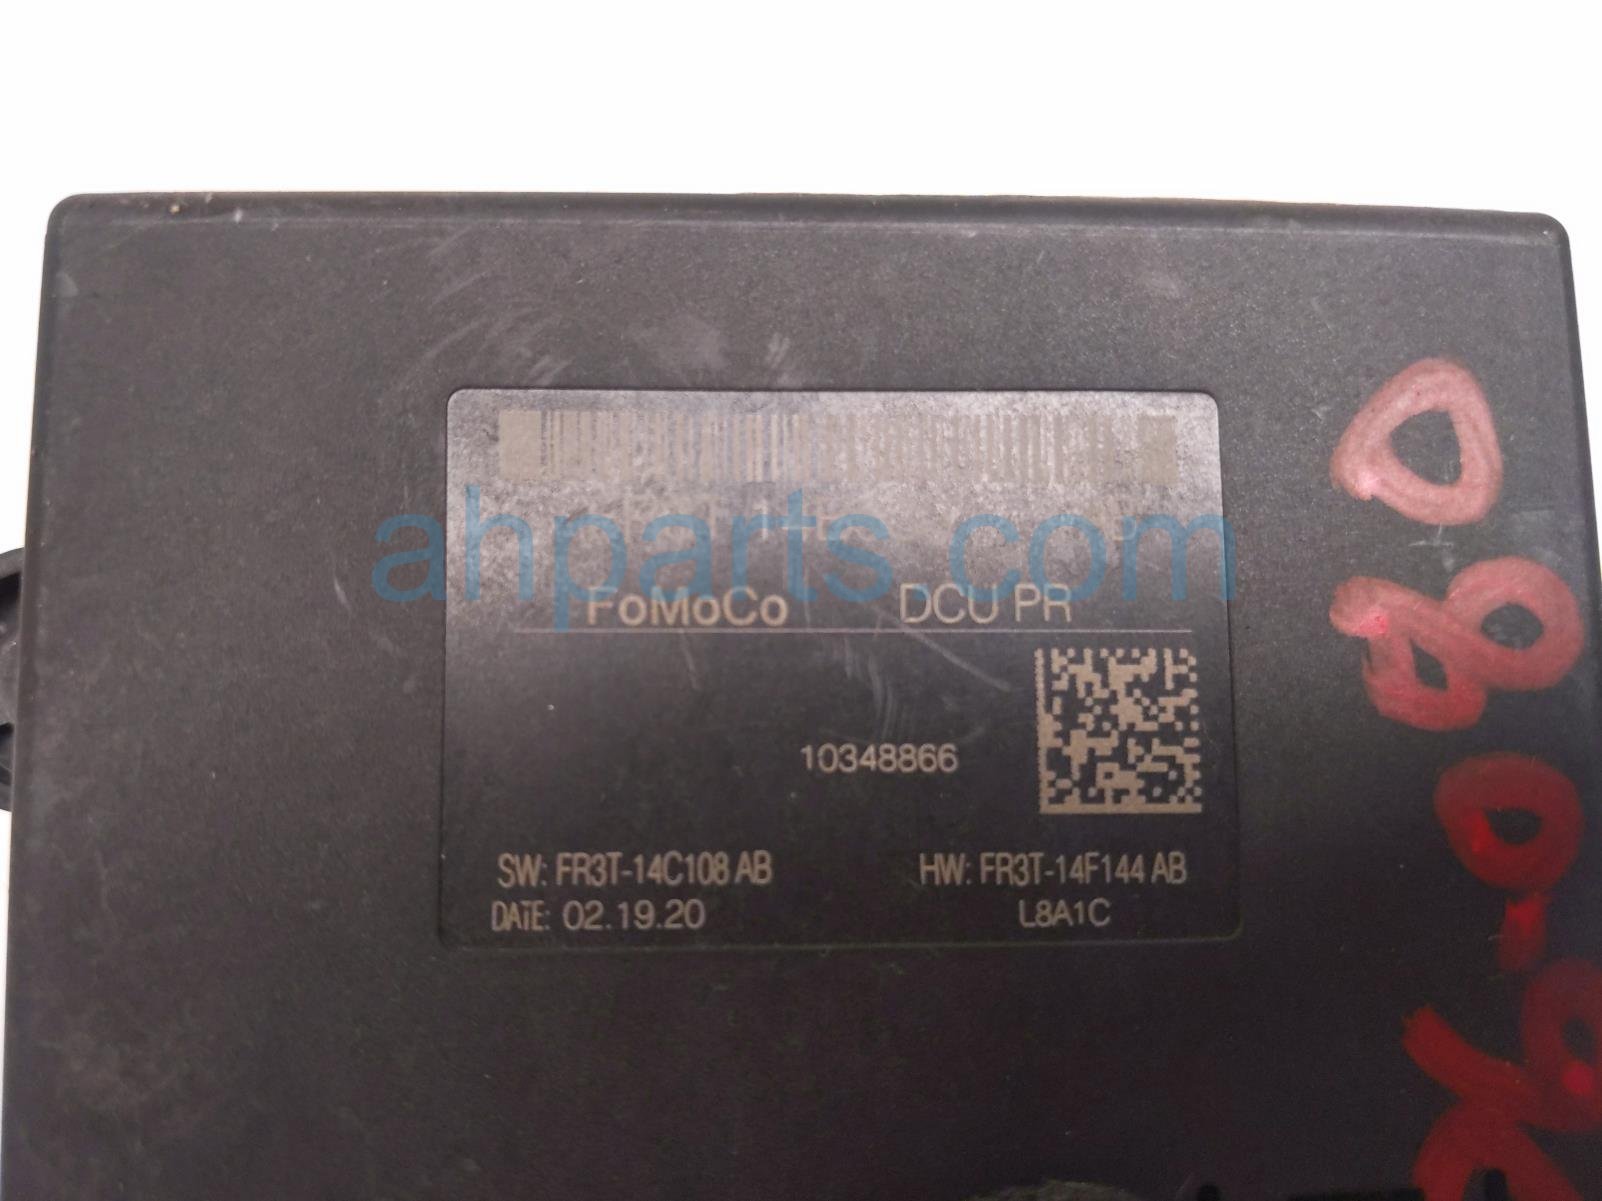 ahparts.com
FoMoCo DCU PR
10348866
SW: FR3T-14C108 AB HW: FR3T-14F144 AB
DATE: 02.19.20 L8A1C